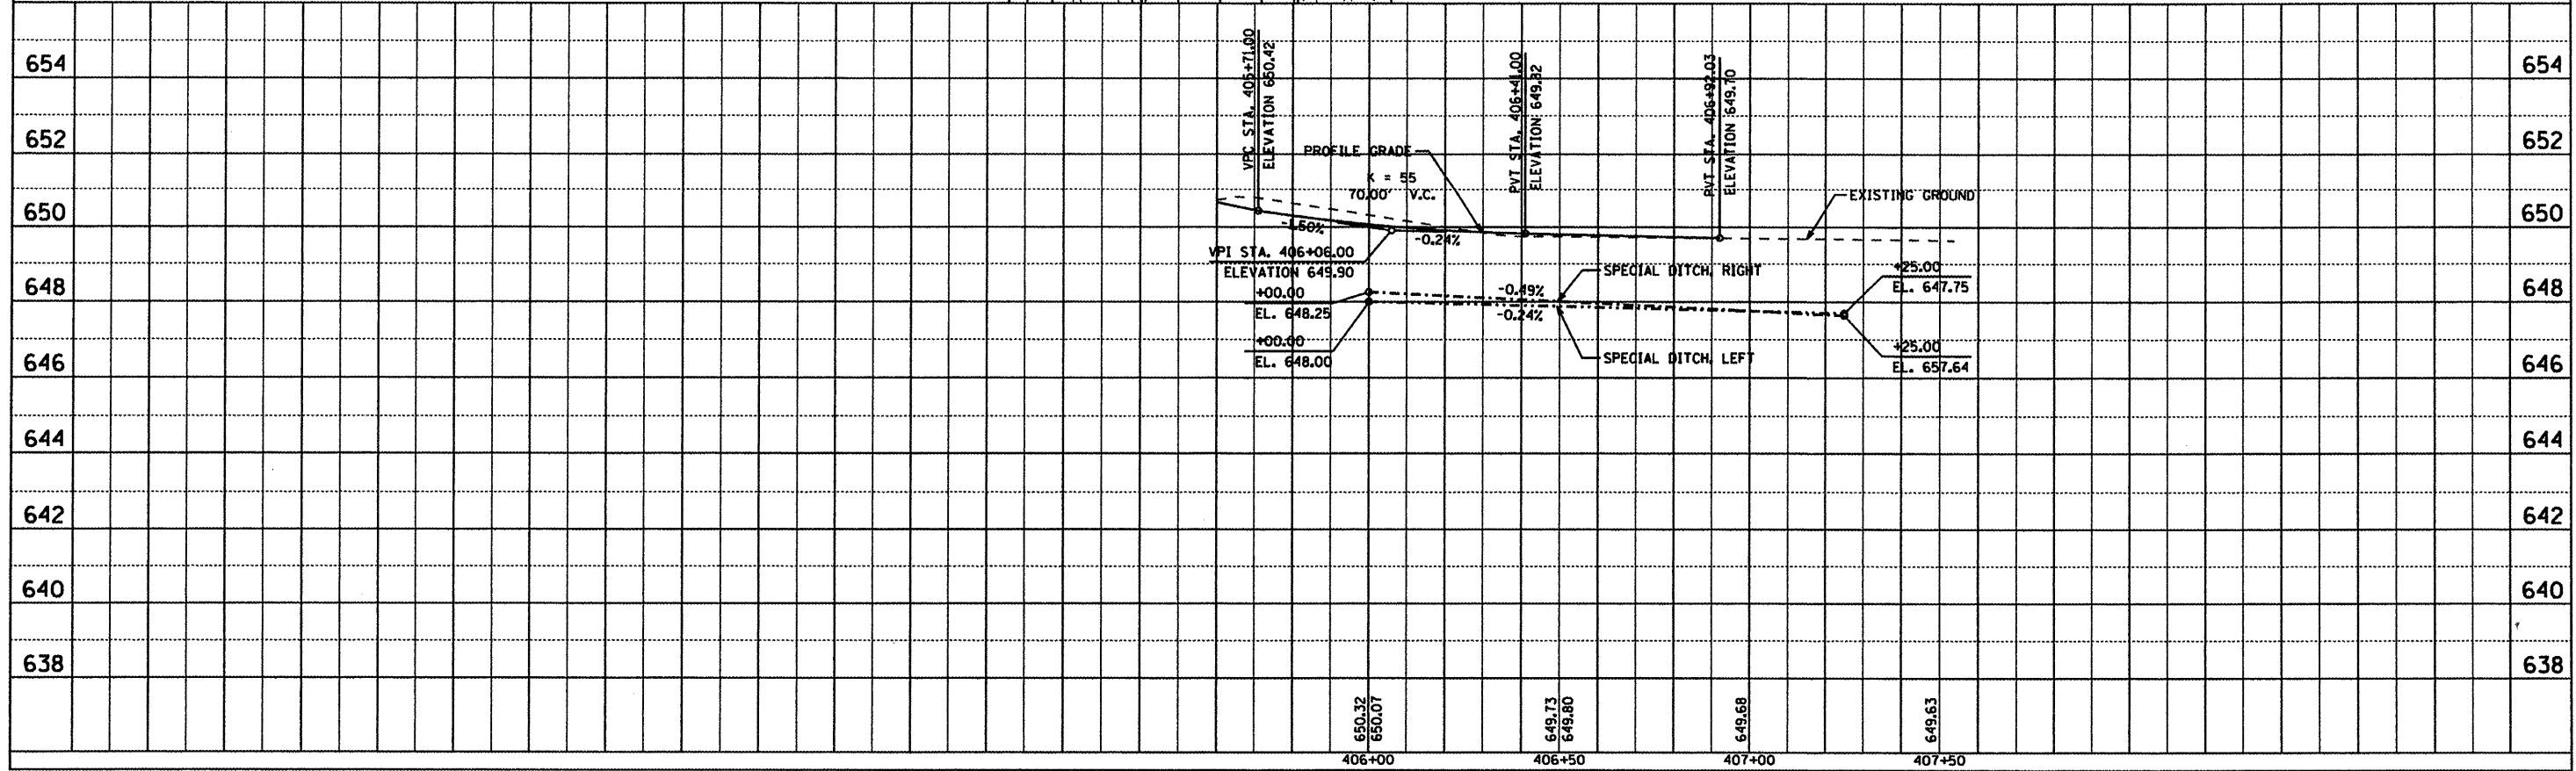 654
652
650
648
646
644
642
640
638
VPC STA. 405+71.00
ELEVATION 650.42
PVT STA. 406+41.00
ELEVATION 649.82
PVT STA. 406+92.03
ELEVATION 649.70
PROFILE GRADE
K = 55
70.00' V.C.
EXISTING GROUND
-1.50%
-0.24%
VPI STA. 406+06.00
ELEVATION 649.90
+00.00
EL. 648.25
+00.00
EL. 648.00
-0.49%
-0.24%
SPECIAL DITCH, RIGHT
SPECIAL DITCH, LEFT
+25.00
EL. 647.75
+25.00
EL. 657.64
654
652
650
648
646
644
642
640
638
650.32
650.07
649.73
649.80
649.68
649.63
406+00
406+50
407+00
407+50